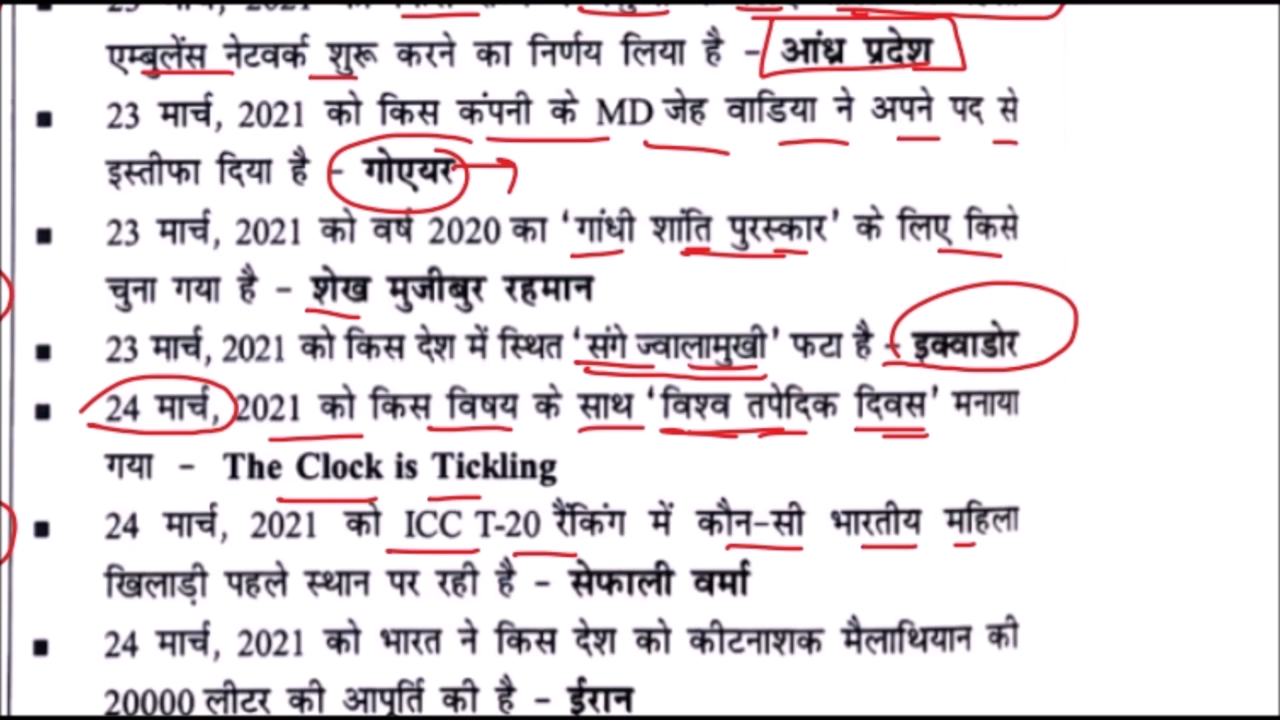 23 मार्च, 2021 को
एम्बुलेंस नेटवर्क शुरू करने का निर्णय लिया है - आंध्र प्रदेश
▪ 23 मार्च, 2021 को किस कंपनी के MD जेह वाडिया ने अपने पद से
इस्तीफा दिया है - गोएयर
▪ 23 मार्च, 2021 को वर्ष 2020 का ‘गांधी शांति पुरस्कार’ के लिए किसे
चुना गया है - शेख मुजीबुर रहमान
▪ 23 मार्च, 2021 को किस देश में स्थित ‘संगे ज्वालामुखी’ फटा है - इक्वाडोर
▪ 24 मार्च, 2021 को किस विषय के साथ ‘विश्व तपेदिक दिवस’ मनाया
गया - The Clock is Tickling
▪ 24 मार्च, 2021 को ICC T-20 रैंकिंग में कौन-सी भारतीय महिला
खिलाड़ी पहले स्थान पर रही है - सेफाली वर्मा
▪ 24 मार्च, 2021 को भारत ने किस देश को कीटनाशक मैलाथियान की
20000 लीटर की आपूर्ति की है - ईरान